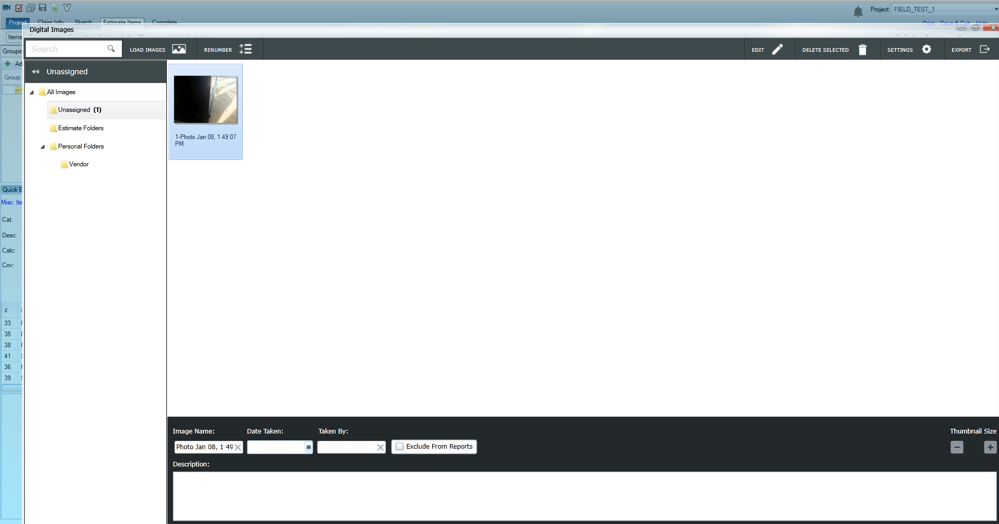 Project: FIELD_TEST_1
Project Claim Info Sketch Estimate Items Complete
Print Save & Exit Help
Digital Images
Items
Search
LOAD IMAGES
RENUMBER
EDIT
DELETE SELECTED
SETTINGS
EXPORT
Groupin
Ad
Group
Unassigned
All Images
Unassigned (1)
Estimate Folders
Personal Folders
Vendor
1-Photo Jan 08, 1 49 07
PM
Quick E
Misc. Ite
Cat:
Desc:
Calc:
Cov:
#
33
35
38
41
36
39
Image Name: Date Taken: Taken By:
Photo Jan 08, 1 49
Exclude From Reports
Thumbnail Size
Description: